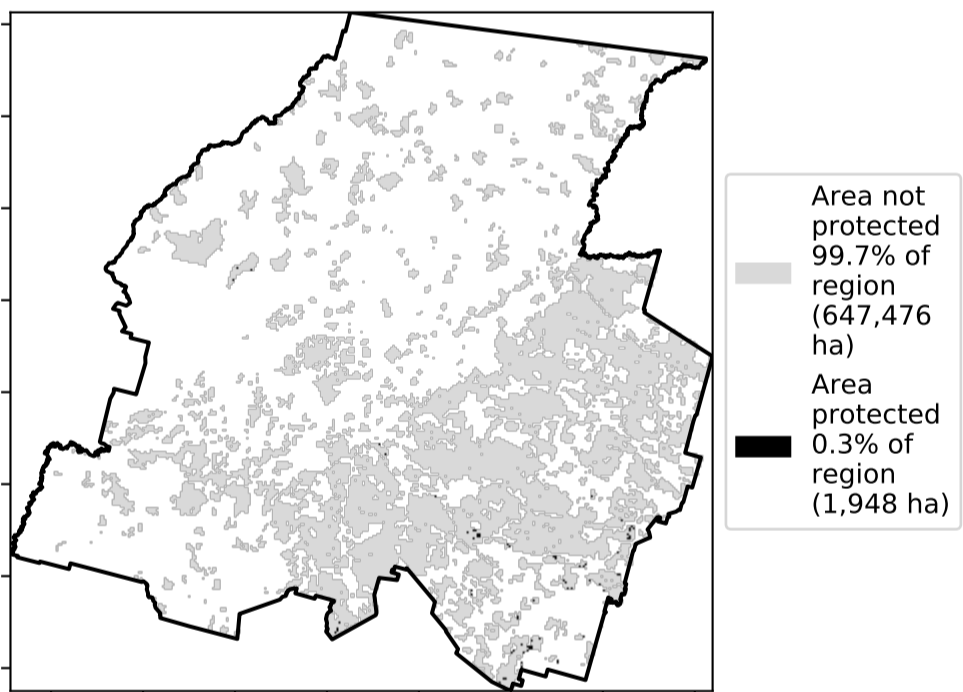 Area not
protected
99.7% of
region
(647,476
ha)
Area
protected
0.3% of
region
(1,948 ha)